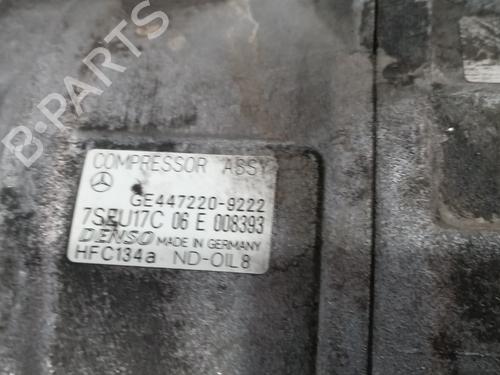 B-PARTS
COMPRESSOR ASSY
GE447220-9222
7SEU17C 06 E 008393
DENSO MADE IN GERMANY
HFC134a ND-OIL8